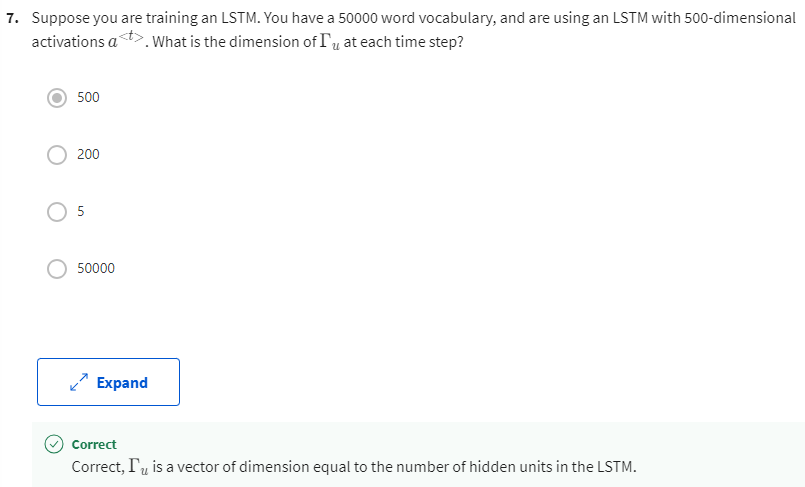 7. Suppose you are training an LSTM. You have a 50000 word vocabulary, and are using an LSTM with 500-dimensional
activations a<t>. What is the dimension of Γu at each time step?
500
200
5
50000
Expand
Correct
Correct, Γu is a vector of dimension equal to the number of hidden units in the LSTM.